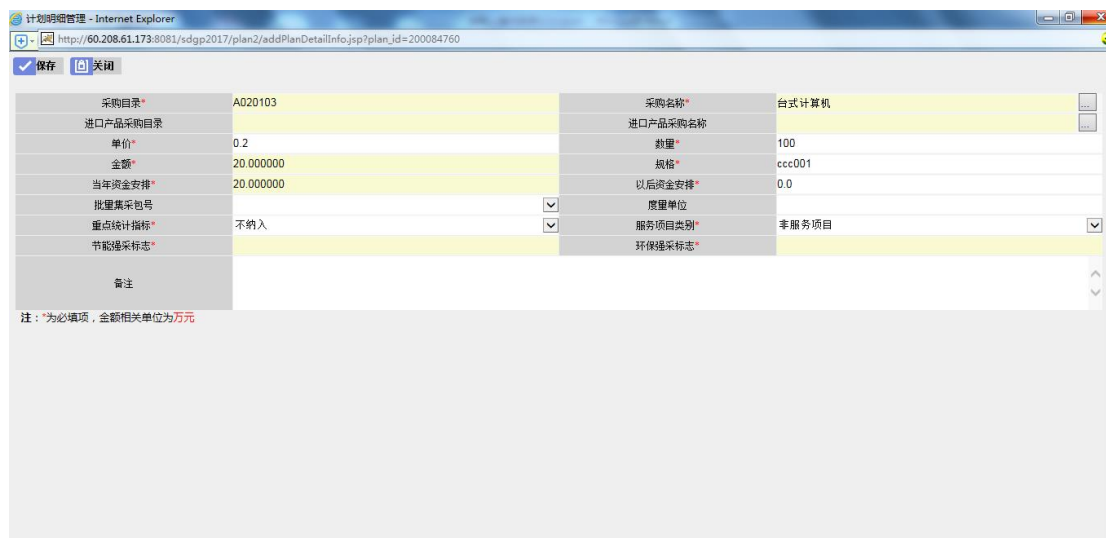 计划明细管理 - Internet Explorer
http://60.208.61.173:8081/sdgp2017/plan2/addPlanDetailInfo.jsp?plan_id=200084760
保存 关闭
采购目录* A020103 采购名称* 台式计算机 ...
进口产品采购目录 进口产品采购名称 ...
单价* 0.2 数量* 100
金额* 20.000000 规格* ccc001
当年资金安排* 20.000000 以后资金安排* 0.0
批量集采包号 度量单位
重点统计指标* 不纳入 服务项目类别* 非服务项目
节能强采标志* 环保强采标志*
备注
注：*为必填项，金额相关单位为万元